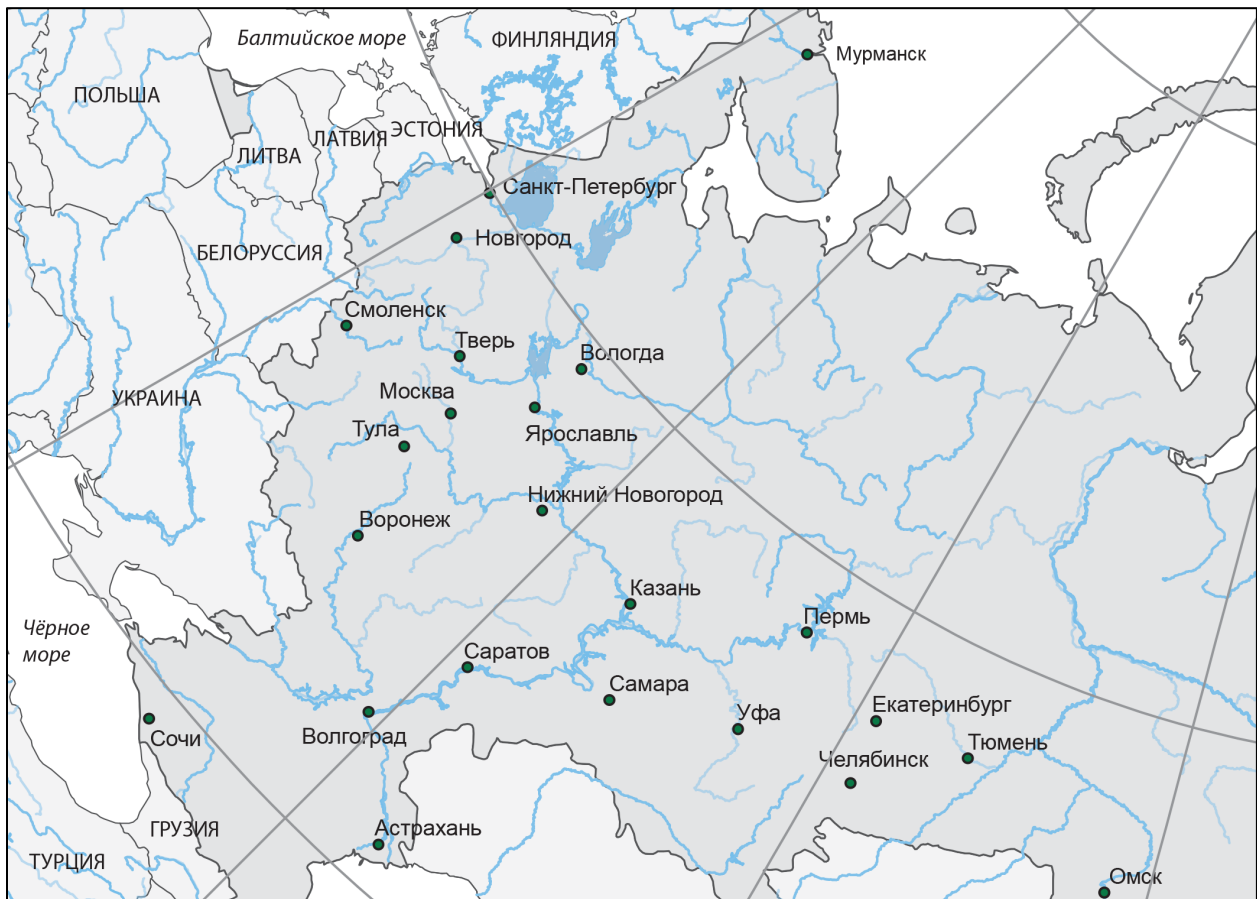 Балтийское море
ФИНЛЯНДИЯ
Мурманск
ПОЛЬША
ЛАТВИЯ
ЭСТОНИЯ
ЛИТВА
Санкт-Петербург
Новгород
БЕЛОРУССИЯ
Смоленск
Тверь
Вологда
Москва
УКРАИНА
Тула
Ярославль
Нижний Новогород
Воронеж
Казань
Пермь
Чёрное
море
Саратов
Самара
Екатеринбург
Уфа
Сочи
Волгоград
Тюмень
Челябинск
ГРУЗИЯ
Астрахань
ТУРЦИЯ
Омск